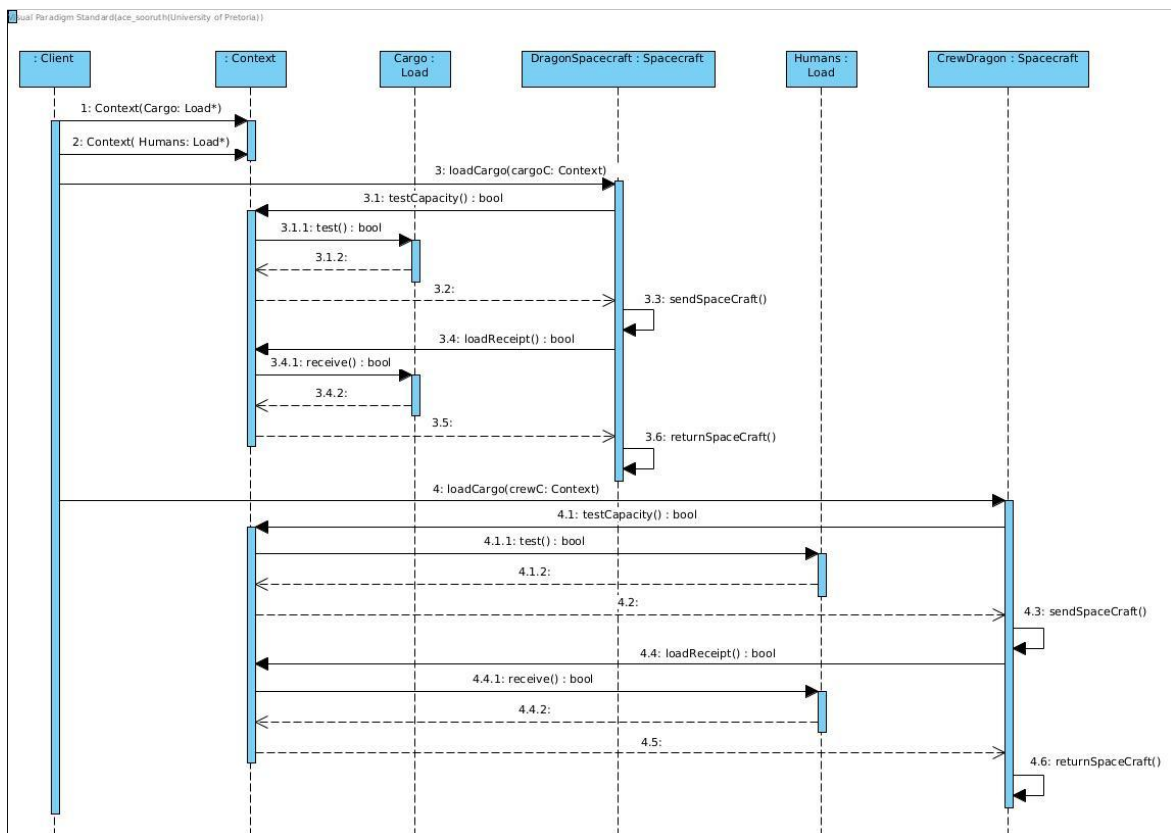 Visual Paradigm Standard(ace_sooruth(University of Pretoria))
: Client
: Context
Cargo :
Load
DragonSpacecraft : Spacecraft
Humans :
Load
CrewDragon : Spacecraft
1: Context(Cargo: Load*)
2: Context( Humans: Load*)
3: loadCargo(cargoC: Context)
3.1: testCapacity() : bool
3.1.1: test() : bool
3.1.2:
3.2:
3.3: sendSpaceCraft()
3.4: loadReceipt() : bool
3.4.1: receive() : bool
3.4.2:
3.5:
3.6: returnSpaceCraft()
4: loadCargo(crewC: Context)
4.1: testCapacity() : bool
4.1.1: test() : bool
4.1.2:
4.2:
4.3: sendSpaceCraft()
4.4: loadReceipt() : bool
4.4.1: receive() : bool
4.4.2:
4.5:
4.6: returnSpaceCraft()